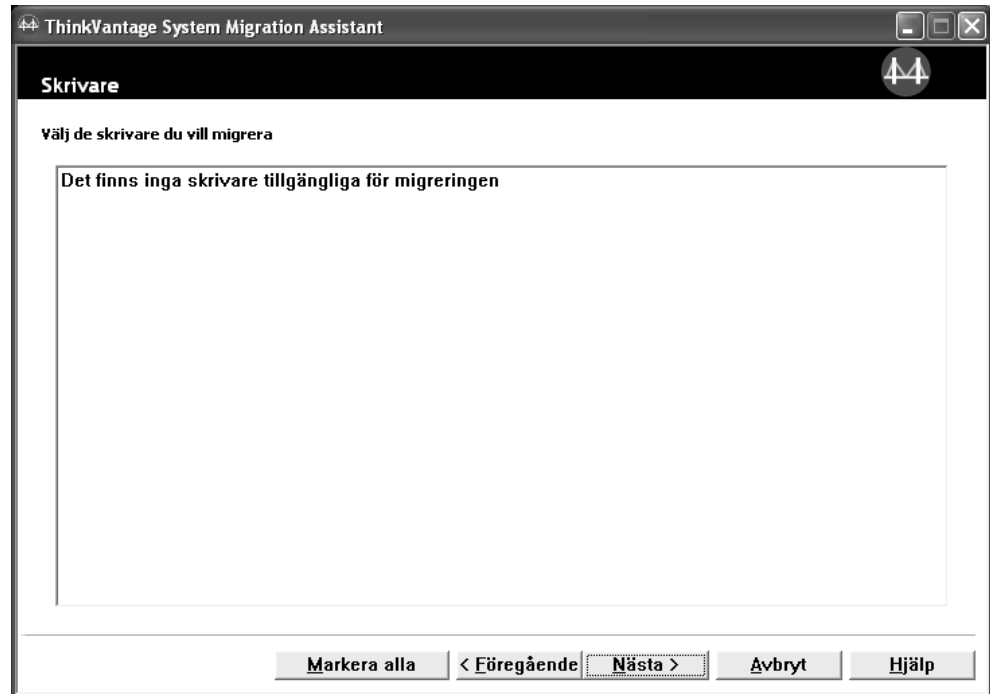 ThinkVantage System Migration Assistant
Skrivare
Välj de skrivare du vill migrera
Det finns inga skrivare tillgängliga för migreringen
Markera alla < Föregående Nästa > Avbryt Hjälp